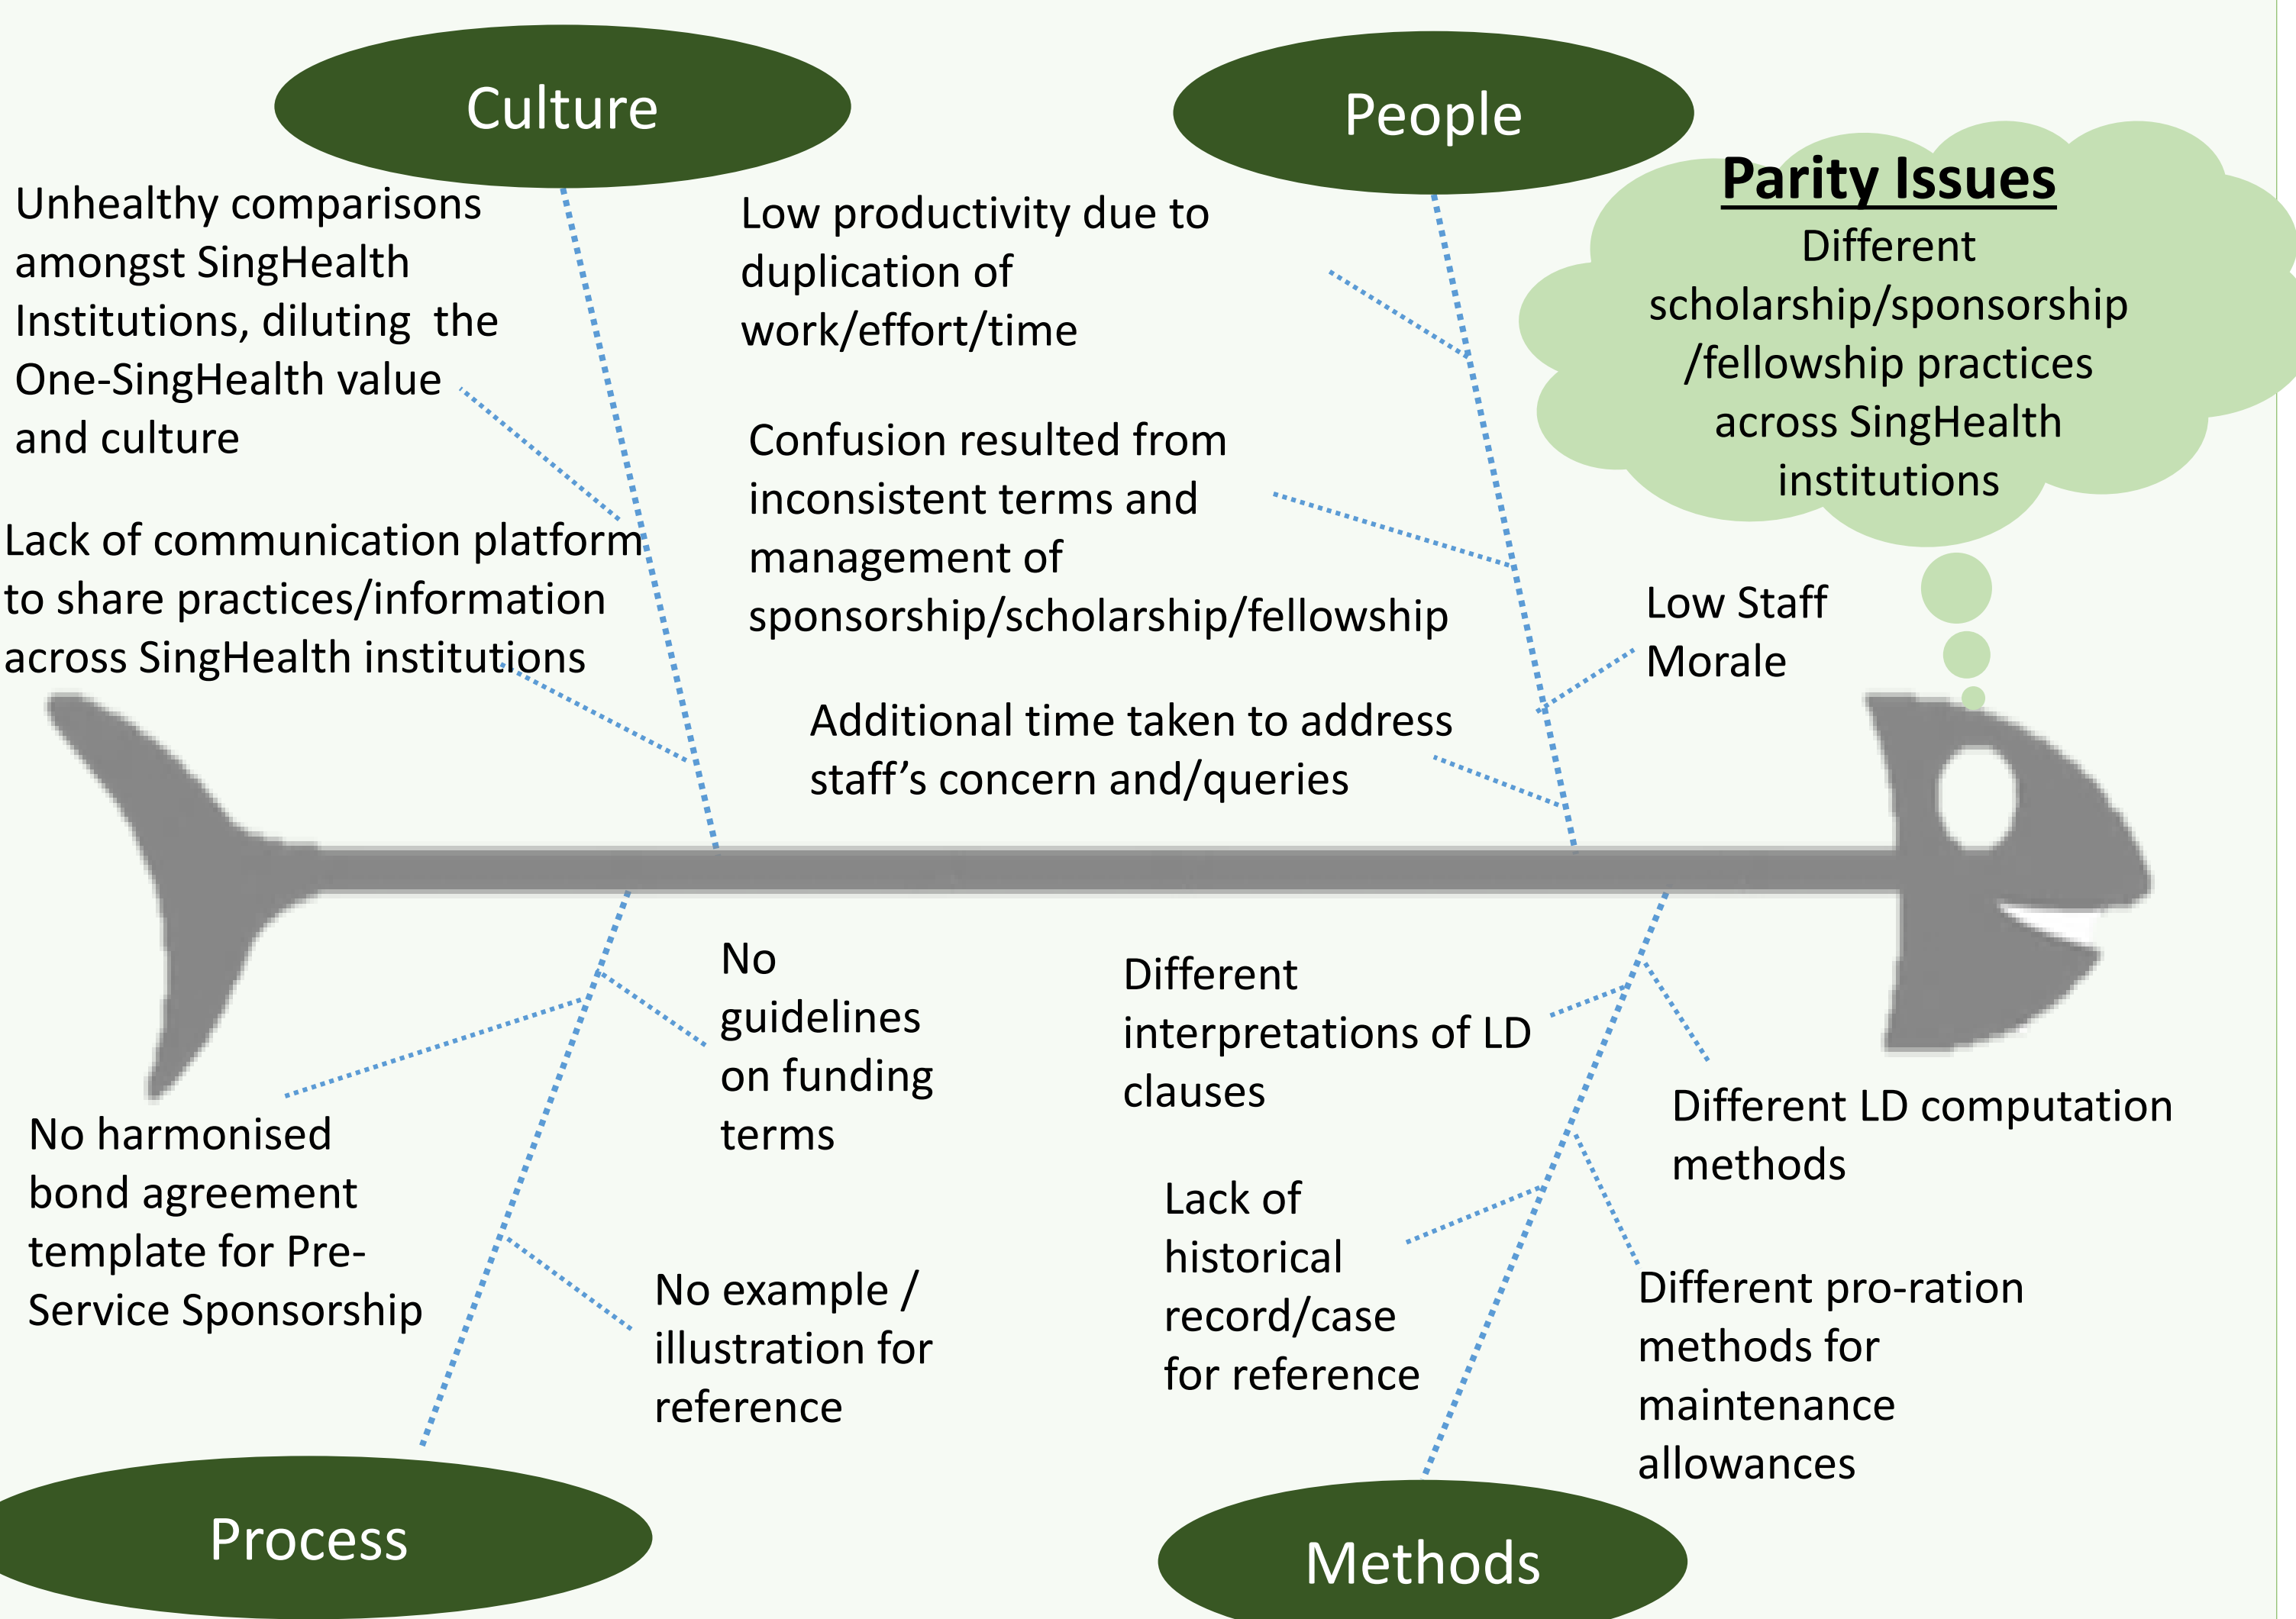 Culture
Unhealthy comparisons
amongst SingHealth
Institutions, diluting  the
One-SingHealth value
and culture
Lack of communication platform
to share practices/information
across SingHealth institutions
People
Low productivity due to
duplication of
work/effort/time
Confusion resulted from
inconsistent terms and
management of
sponsorship/scholarship/fellowship
Additional time taken to address
staff’s concern and/queries
Low Staff
Morale
Parity Issues
Different
scholarship/sponsorship
/fellowship practices
across SingHealth
institutions
No harmonised
bond agreement
template for Pre-
Service Sponsorship
No
guidelines
on funding
terms
No example /
illustration for
reference
Process
Different
interpretations of LD
clauses
Lack of
historical
record/case
for reference
Different LD computation
methods
Different pro-ration
methods for
maintenance
allowances
Methods